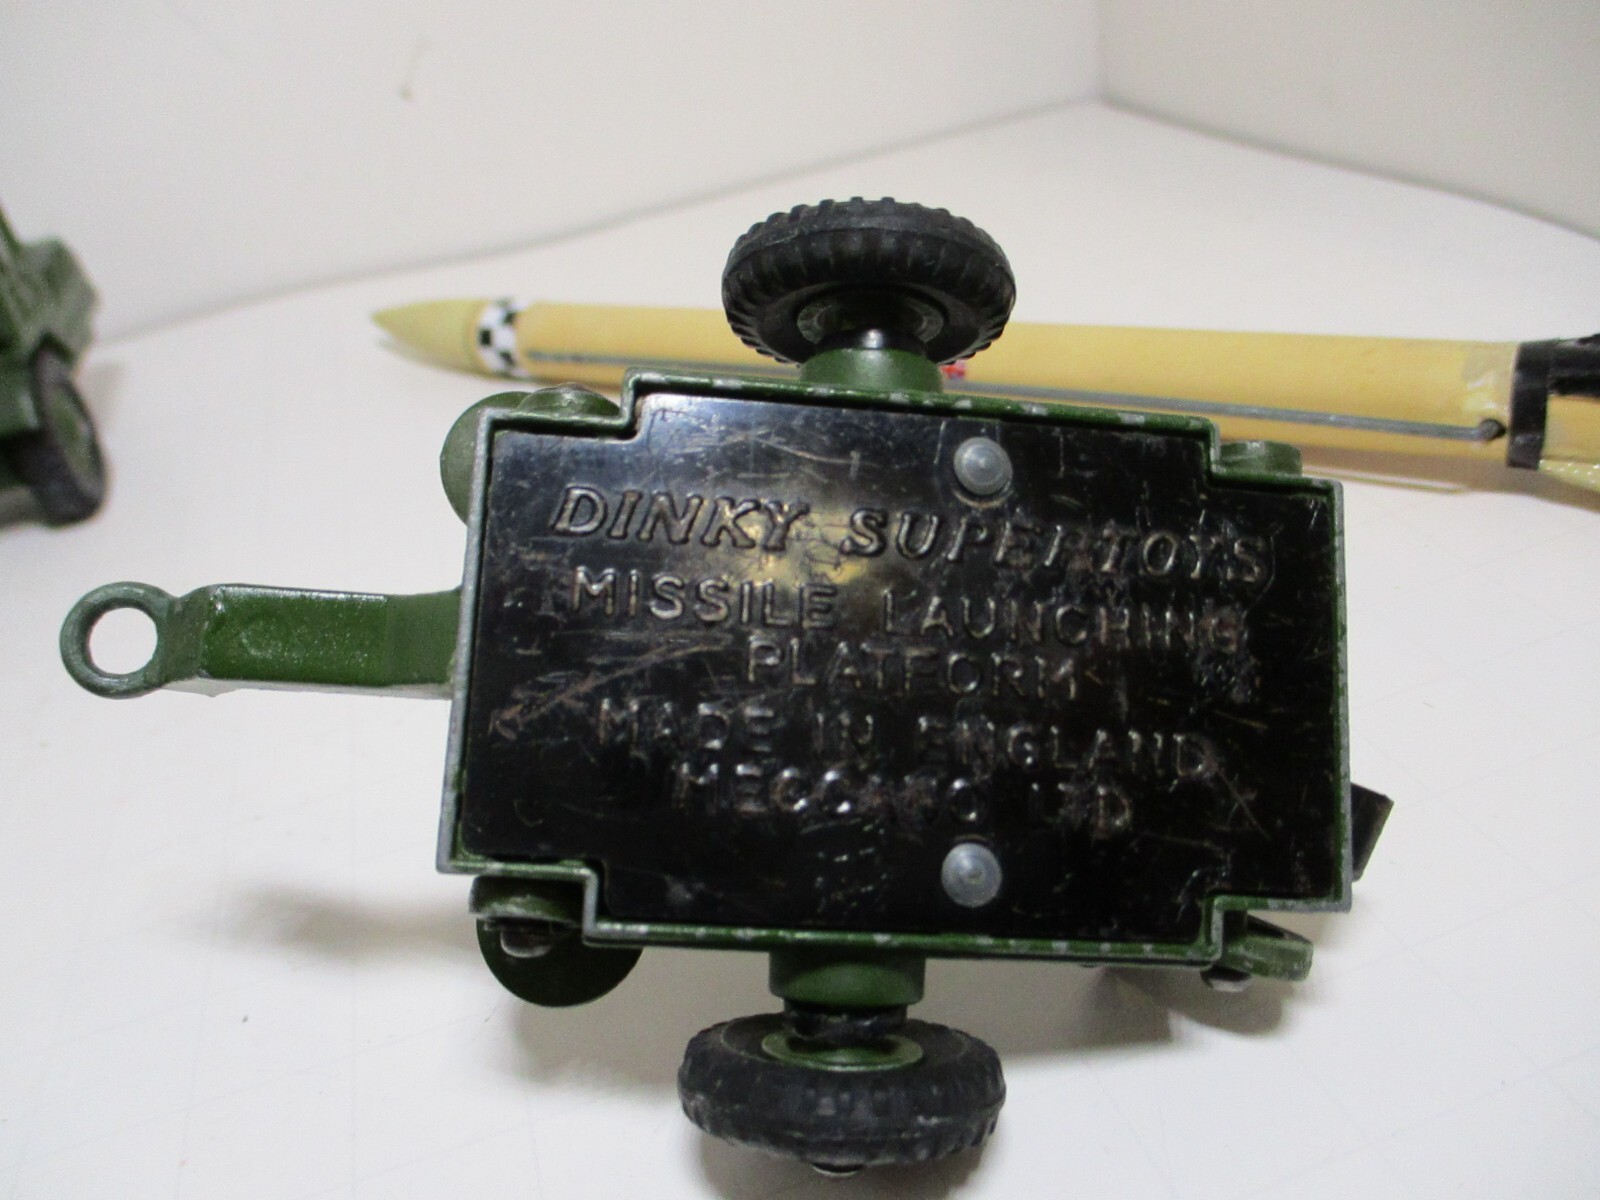 DINKY SUPERTOYS
MISSILE LAUNCHING
PLATFORM
MADE IN ENGLAND
MECCANO LTD